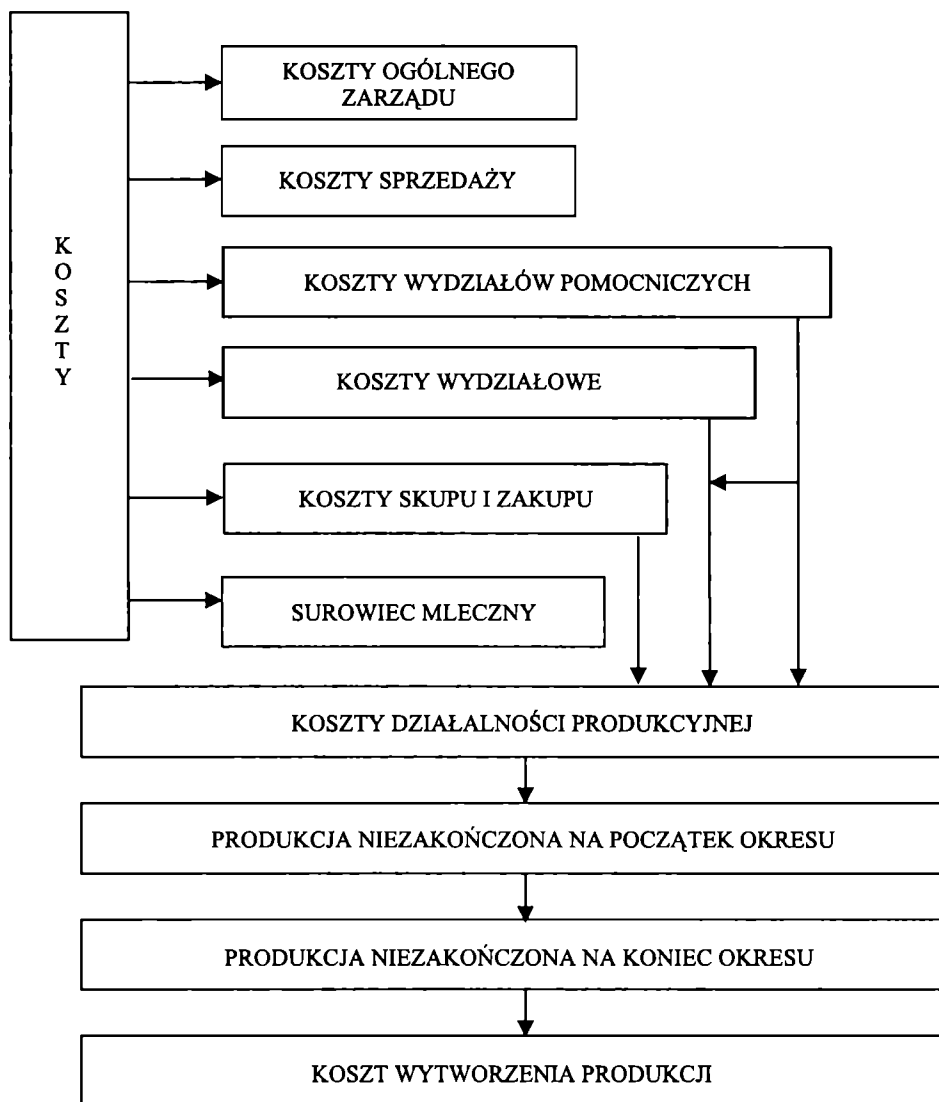 KOSZTY
KOSZTY OGÓLNEGO
ZARZĄDU
KOSZTY SPRZEDAŻY
KOSZTY WYDZIAŁÓW POMOCNICZYCH
KOSZTY WYDZIAŁOWE
KOSZTY SKUPU I ZAKUPU
SUROWIEC MLECZNY
KOSZTY DZIAŁALNOŚCI PRODUKCYJNEJ
PRODUKCJA NIEZAKOŃCZONA NA POCZĄTEK OKRESU
PRODUKCJA NIEZAKOŃCZONA NA KONIEC OKRESU
KOSZT WYTWORZENIA PRODUKCJI